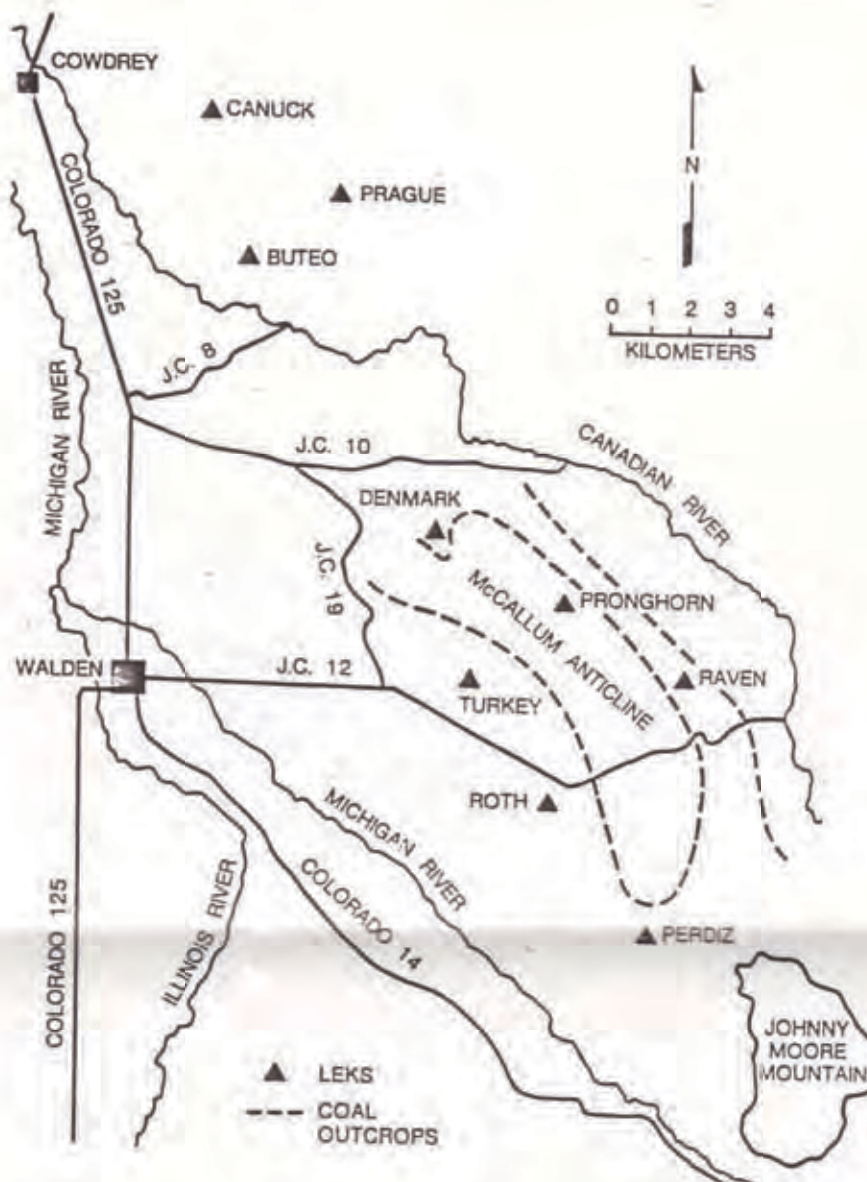 COWDREY
CANUCK
PRAGUE
BUTEO
N
0 1 2 3 4
KILOMETERS
COLORADO 125
J.C. 8
MICHIGAN RIVER
J.C. 10
CANADIAN RIVER
DENMARK
J.C. 19
McCALLUM ANTICLINE
PRONGHORN
WALDEN
J.C. 12
TURKEY
RAVEN
ROTH
MICHIGAN RIVER
COLORADO 125
ILLINOIS RIVER
COLORADO 14
PERDIZ
JOHNNY
MOORE
MOUNTAIN
LEKS
COAL
OUTCROPS